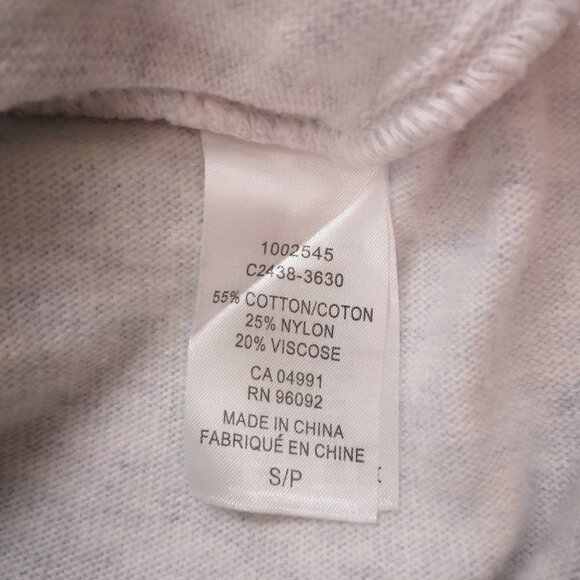 1002545
C2438-3630
55% COTTON/COTON
25% NYLON
20% VISCOSE
CA 04991
RN 96092
MADE IN CHINA
FABRIQUÉ EN CHINE
S/P